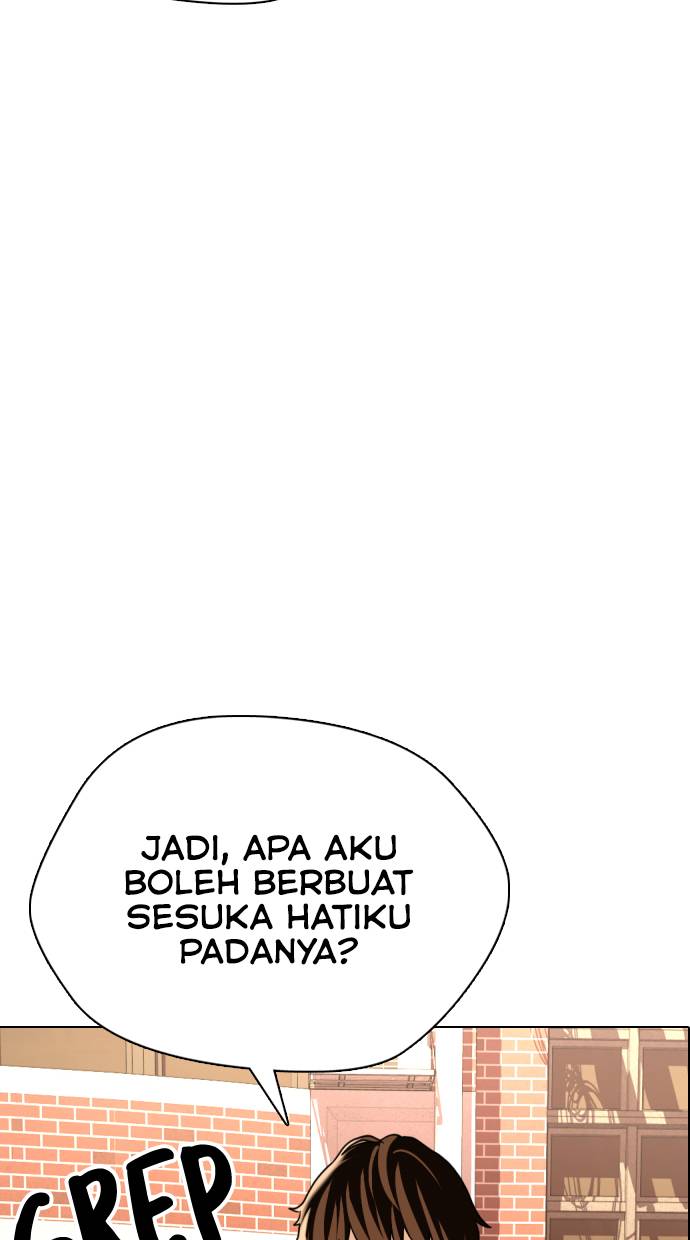 JADI, APA AKU
BOLEH BERBUAT
SESUKA HATIKU
PADANYA?
GREP